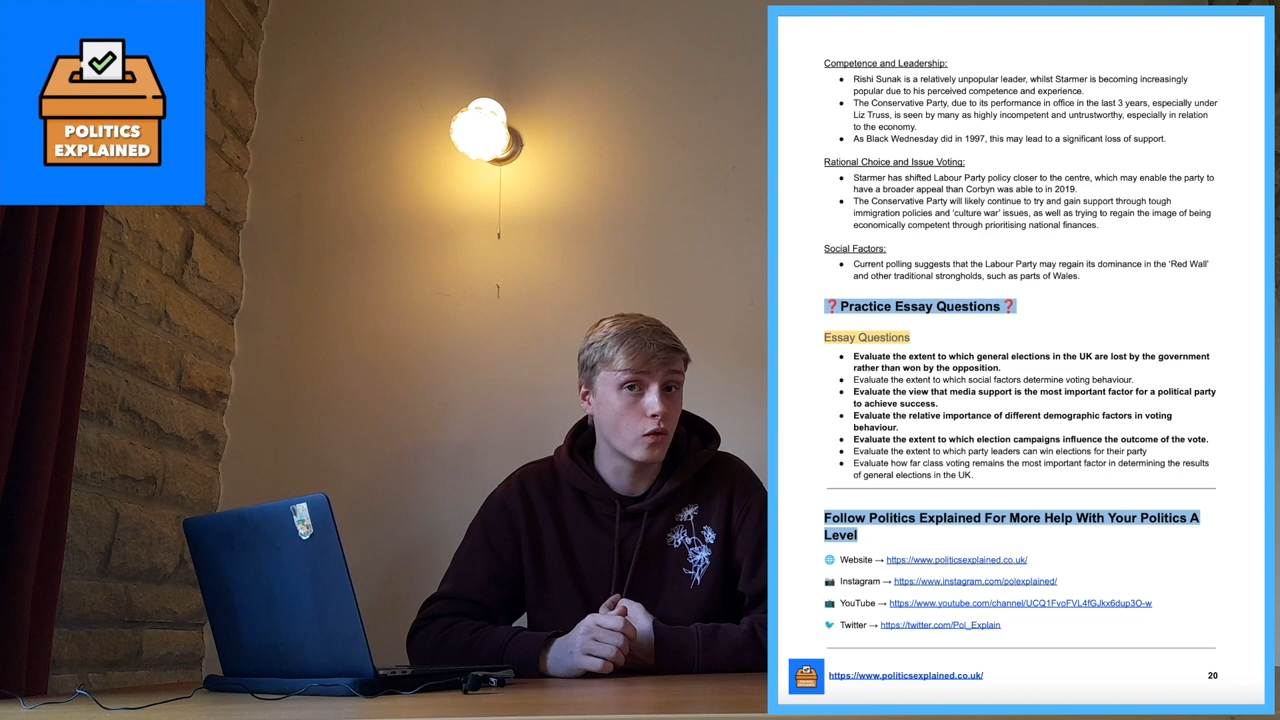 POLITICS
EXPLAINED
Competence and Leadership:
● Rishi Sunak is a relatively unpopular leader, whilst Starmer is becoming increasingly
popular due to his perceived competence and experience.
● The Conservative Party, due to its performance in office in the last 3 years, especially under
Liz Truss, is seen by many as highly incompetent and untrustworthy, especially in relation
to the economy.
● As Black Wednesday did in 1997, this may lead to a significant loss of support.
Rational Choice and Issue Voting:
● Starmer has shifted Labour Party policy closer to the centre, which may enable the party to
have a broader appeal than Corbyn was able to in 2019.
● The Conservative Party will likely continue to try and gain support through tough
immigration policies and ‘culture war’ issues, as well as trying to regain the image of being
economically competent through prioritising national finances.
Social Factors:
● Current polling suggests that the Labour Party may regain its dominance in the ‘Red Wall’
and other traditional strongholds, such as parts of Wales.
❓Practice Essay Questions❓
Essay Questions
● Evaluate the extent to which general elections in the UK are lost by the government
rather than won by the opposition.
● Evaluate the extent to which social factors determine voting behaviour.
● Evaluate the view that media support is the most important factor for a political party
to achieve success.
● Evaluate the relative importance of different demographic factors in voting
behaviour.
● Evaluate the extent to which election campaigns influence the outcome of the vote.
● Evaluate the extent to which party leaders can win elections for their party
● Evaluate how far class voting remains the most important factor in determining the results
of general elections in the UK.
Follow Politics Explained For More Help With Your Politics A
Level
🌐 Website → https://www.politicsexplained.co.uk/
📷 Instagram → https://www.instagram.com/polexplained/
📺 YouTube → https://www.youtube.com/channel/UCQ1FvoFVL4fGJkx6dup3O-w
🐦 Twitter → https://twitter.com/Pol_Explain
https://www.politicsexplained.co.uk/ 20